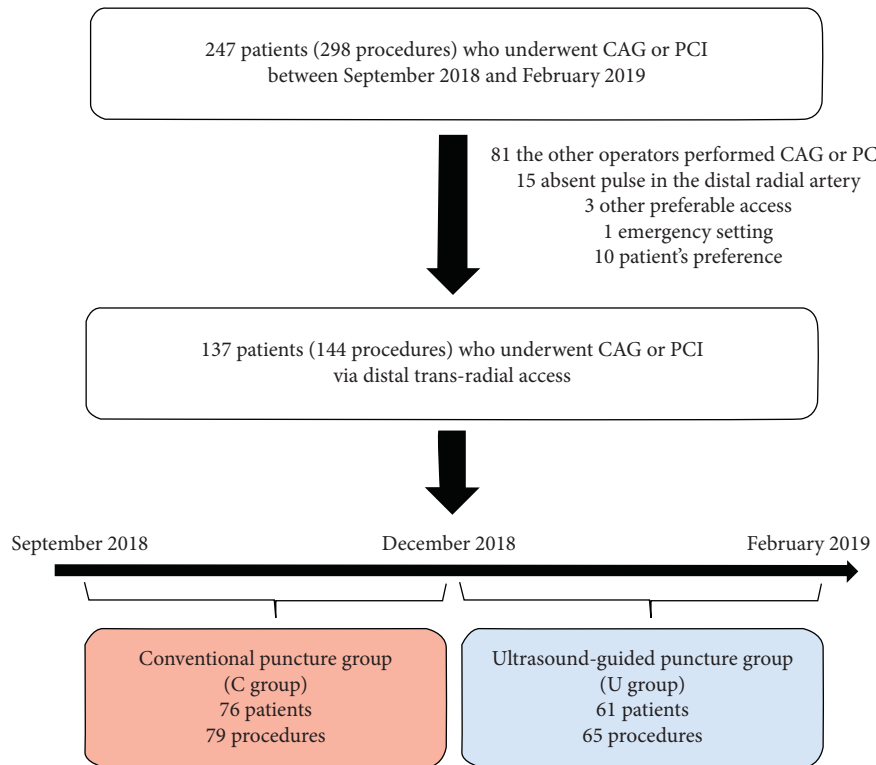 247 patients (298 procedures) who underwent CAG or PCI
between September 2018 and February 2019
81 the other operators performed CAG or PC
15 absent pulse in the distal radial artery
3 other preferable access
1 emergency setting
10 patient's preference
137 patients (144 procedures) who underwent CAG or PCI
via distal trans-radial access
September 2018
December 2018
February 2019
Conventional puncture group
(C group)
76 patients
79 procedures
Ultrasound-guided puncture group
(U group)
61 patients
65 procedures